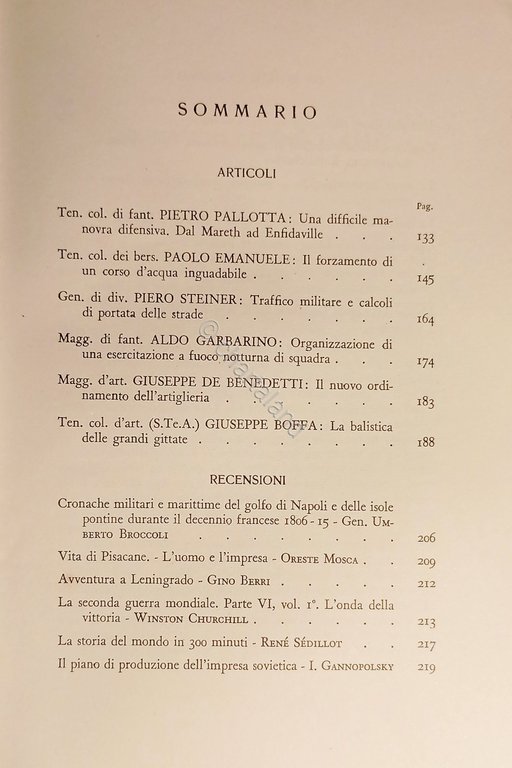 SOMMARIO
ARTICOLI
Pag.
Ten. col. di fant. PIETRO PALLOTTA: Una difficile ma-
novra difensiva. Dal Mareth ad Enfidaville . . . 133
Ten. col. dei bers. PAOLO EMANUELE: Il forzamento di
un corso d'acqua inguadabile . . . . . . 145
Gen. di div. PIERO STEINER: Traffico militare e calcoli
di portata delle strade . . . . . . . 164
Magg. di fant. ALDO GARBARINO: Organizzazione di
una esercitazione a fuoco notturna di squadra . . . 174
Magg. d'art. GIUSEPPE DE BENEDETTI: Il nuovo ordi-
namento dell'artiglieria . . . . . . . 183
Ten. col. d'art. (S.Te.A.) GIUSEPPE BOFFA: La balistica
delle grandi gittate . . . . . . . . 188
RECENSIONI
Cronache militari e marittime del golfo di Napoli e delle isole
pontine durante il decennio francese 1806-15 - Gen. UM-
BERTO BROCCOLI . . . . . . . . 206
Vita di Pisacane. - L'uomo e l'impresa - ORESTE MOSCA . . 209
Avventura a Leningrado - GINO BERRI . . . . . 212
La seconda guerra mondiale. Parte VI, vol. 1°. L'onda della
vittoria - WINSTON CHURCHILL . . . . . . 213
La storia del mondo in 300 minuti - RENÉ SÉDILLOT . . 217
Il piano di produzione dell'impresa sovietica - I. GANNOPOLSKY 219